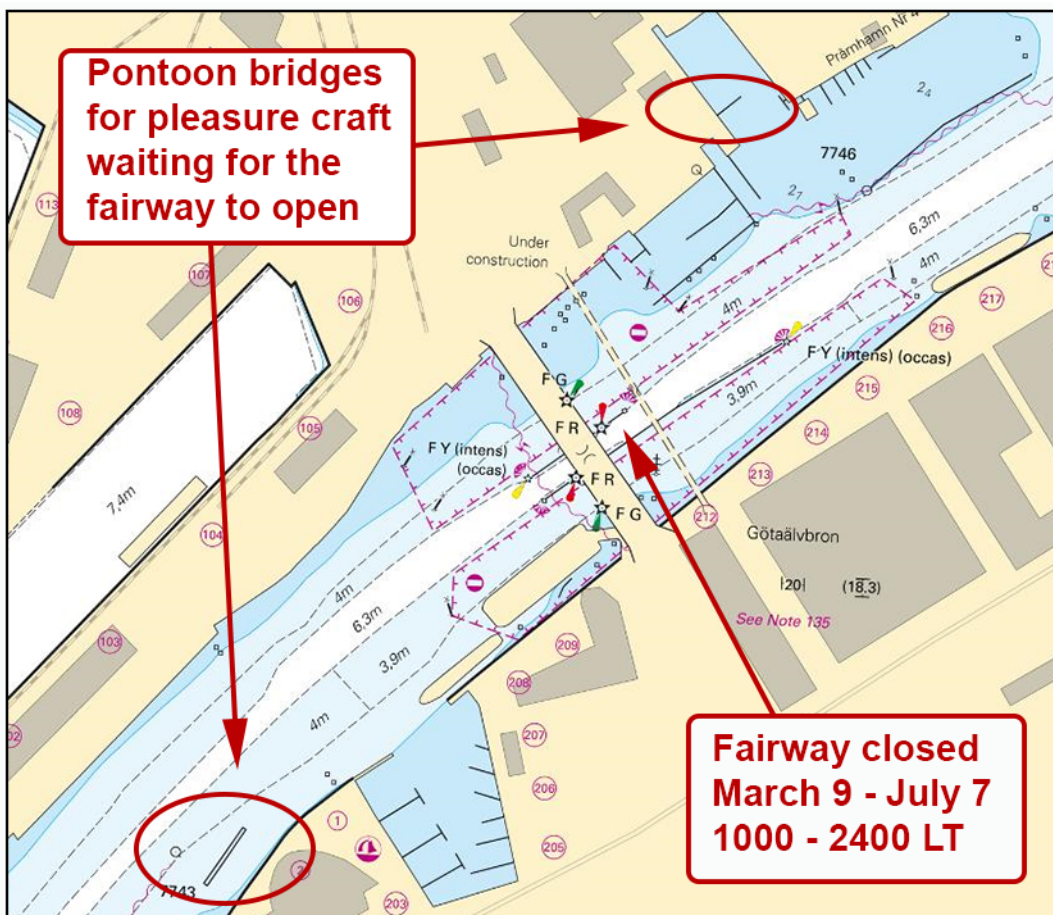 Pontoon bridges
for pleasure craft
waiting for the
fairway to open
Pråmhamn Nr 4
2₄
7746
2₇
113
Under
construction
6,3m
4m
107
106
4m
217
216
F Y (intens) (occas)
108
F G
3,9m
215
105
F R
214
F Y (intens)
(occas)
213
7,4m
F R
104
F G
212
Götaälvbron
4m
20
(18.3)
6,3m
See Note 135
103
3,9m
209
208
4m
207
206
Fairway closed
March 9 - July 7
1000 - 2400 LT
1
205
2
7743
203